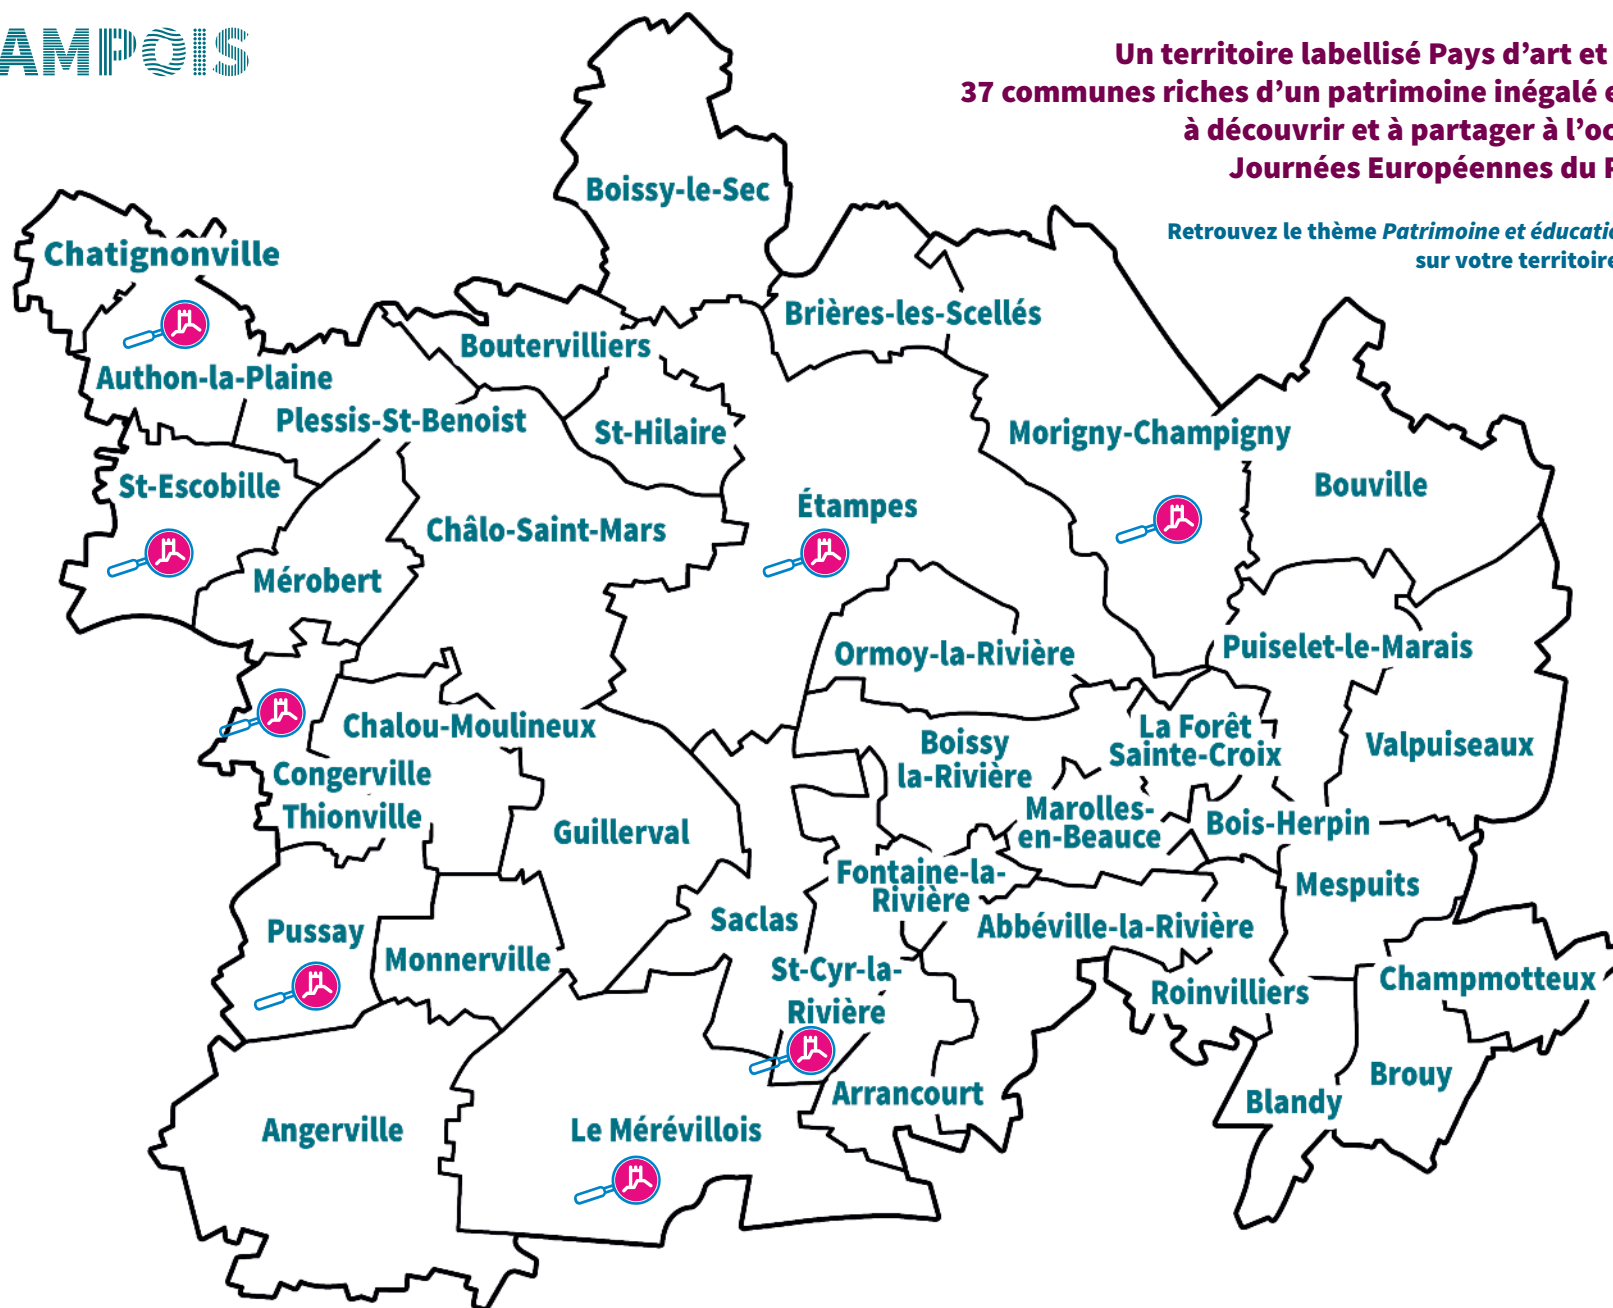 AMPOIS
Un territoire labellisé Pays d’art et
37 communes riches d’un patrimoine inégalé
à découvrir et à partager à l’oc
Journées Européennes du
Retrouvez le thème Patrimoine et éducatio
sur votre territoire
Boissy-le-Sec
Chatignonville
Brières-les-Scellés
Boutervilliers
Authon-la-Plaine
Plessis-St-Benoist
St-Hilaire
Morigny-Champigny
St-Escobille
Bouville
Étampes
Châlo-Saint-Mars
Mérobert
Ormoy-la-Rivière
Puiselet-le-Marais
Chalou-Moulineux
La Forêt
Sainte-Croix
Boissy
la-Rivière
Valpuiseaux
Congerville
Thionville
Guillerval
Marolles-
en-Beauce
Bois-Herpin
Fontaine-la-
Rivière
Mespuits
Saclas
Abbéville-la-Rivière
Pussay
Monnerville
St-Cyr-la-
Rivière
Roinvilliers
Champmotteux
Arrancourt
Brouy
Blandy
Angerville
Le Mérévillois